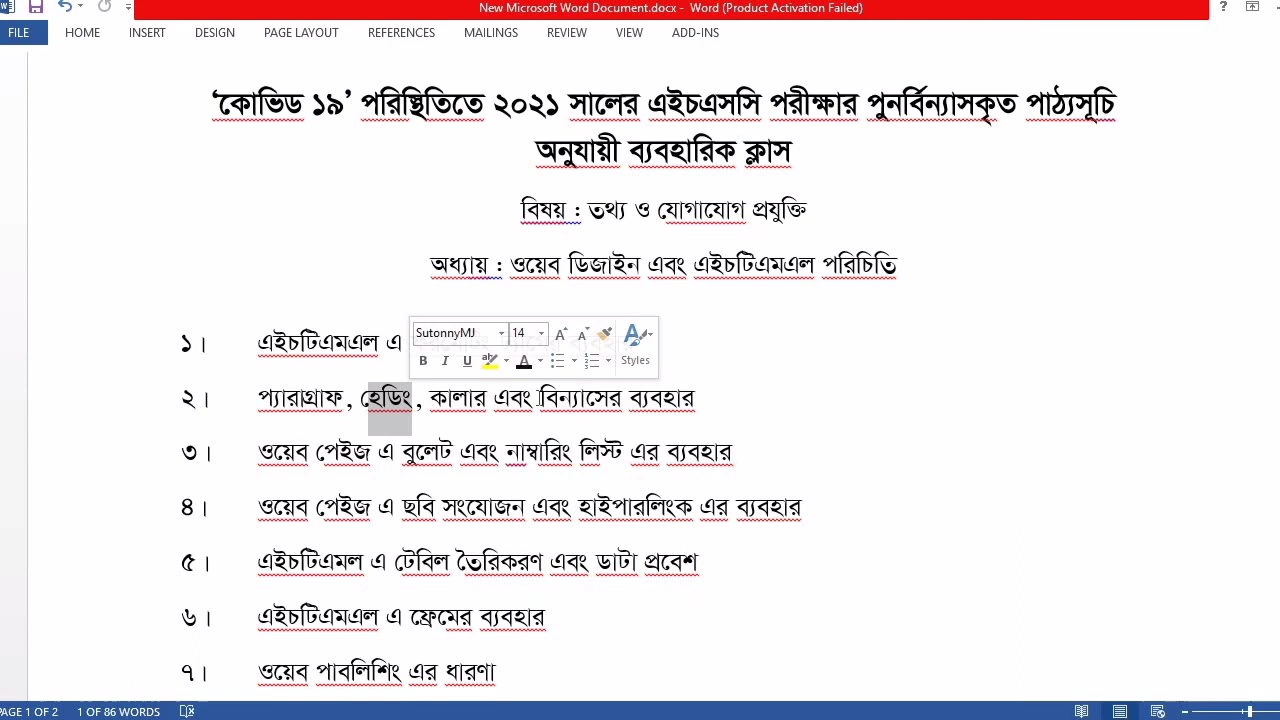 New Microsoft Word Document.docx - Word (Product Activation Failed)
FILE HOME INSERT DESIGN PAGE LAYOUT REFERENCES MAILINGS REVIEW VIEW ADD-INS
‘কোভিড ১৯’ পরিস্থিতিতে ২০২১ সালের এইচএসসি পরীক্ষার পুনর্বিন্যাসকৃত পাঠ্যসূচি
অনুযায়ী ব্যবহারিক ক্লাস
বিষয় : তথ্য ও যোগাযোগ প্রযুক্তি
অধ্যায় : ওয়েব ডিজাইন এবং এইচটিএমএল পরিচিতি
SutonnyMJ 14
১। এইচটিএমএল এ
B I U ab A Styles
২। প্যারাগ্রাফ, হেডিং, কালার এবং বিন্যাসের ব্যবহার
৩। ওয়েব পেইজ এ বুলেট এবং নাম্বারিং লিস্ট এর ব্যবহার
৪। ওয়েব পেইজ এ ছবি সংযোজন এবং হাইপারলিংক এর ব্যবহার
৫। এইচটিএমল এ টেবিল তৈরিকরণ এবং ডাটা প্রবেশ
৬। এইচটিএমএল এ ফ্রেমের ব্যবহার
৭। ওয়েব পাবলিশিং এর ধারণা
PAGE 1 OF 2 1 OF 86 WORDS